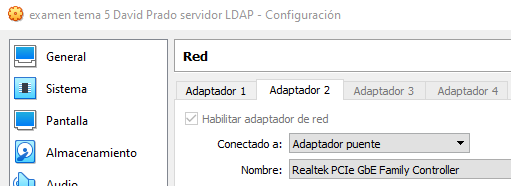 examen tema 5 David Prado servidor LDAP - Configuración
General
Sistema
Pantalla
Almacenamiento
Audio
Red
Adaptador 1 Adaptador 2 Adaptador 3 Adaptador 4
Habilitar adaptador de red
Conectado a: Adaptador puente
Nombre: Realtek PCIe GbE Family Controller